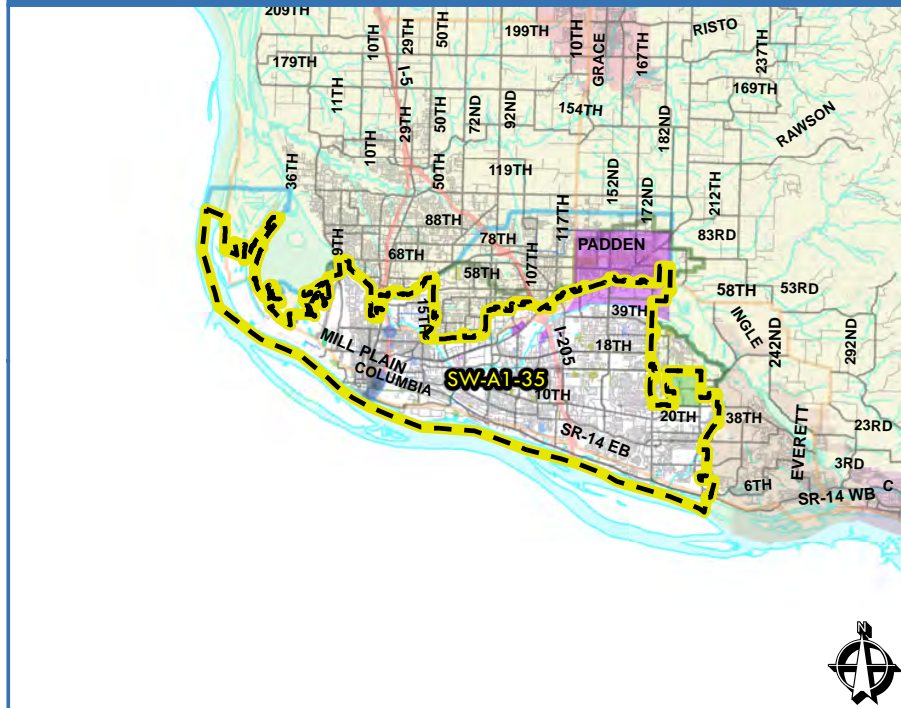 209TH
10TH
29TH
50TH
199TH
10TH
GRACE
167TH
RISTO
237TH
179TH
I-5
11TH
72ND
92ND
154TH
182ND
169TH
RAWSON
10TH
29TH
50TH
36TH
50TH
119TH
152ND
172ND
212TH
117TH
88TH
78TH
PADDEN
83RD
9TH
68TH
58TH
107TH
58TH
53RD
15TH
39TH
INGLE
242ND
292ND
MILL PLAIN
I-205
18TH
COLUMBIA
SW-A1-35
10TH
20TH
38TH
EVERETT
23RD
SR-14 EB
3RD
6TH
SR-14 WB
C
N